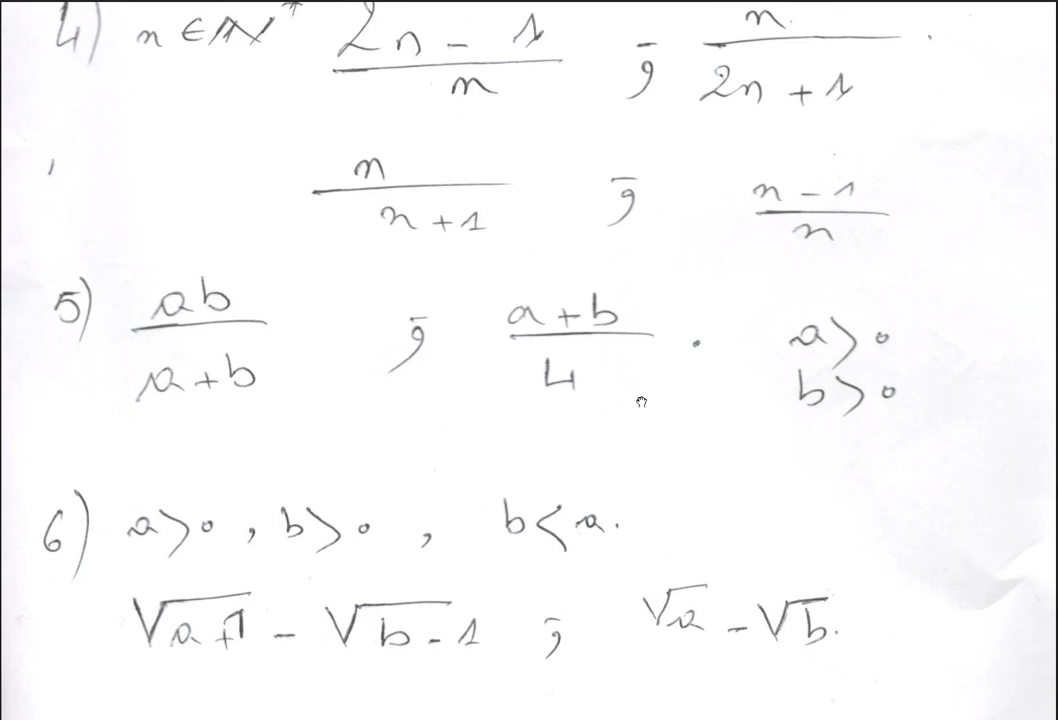 4) n ∈ ℕ* (2n - 1)/n ; n/(2n + 1) .
n/(n + 1) ; (n - 1)/n
5) ab/(a + b) ; (a + b)/4 . a > 0
b > 0
6) a > 0 , b > 0 , b < a.
√(a+1) - √(b-1) ; √a - √b.